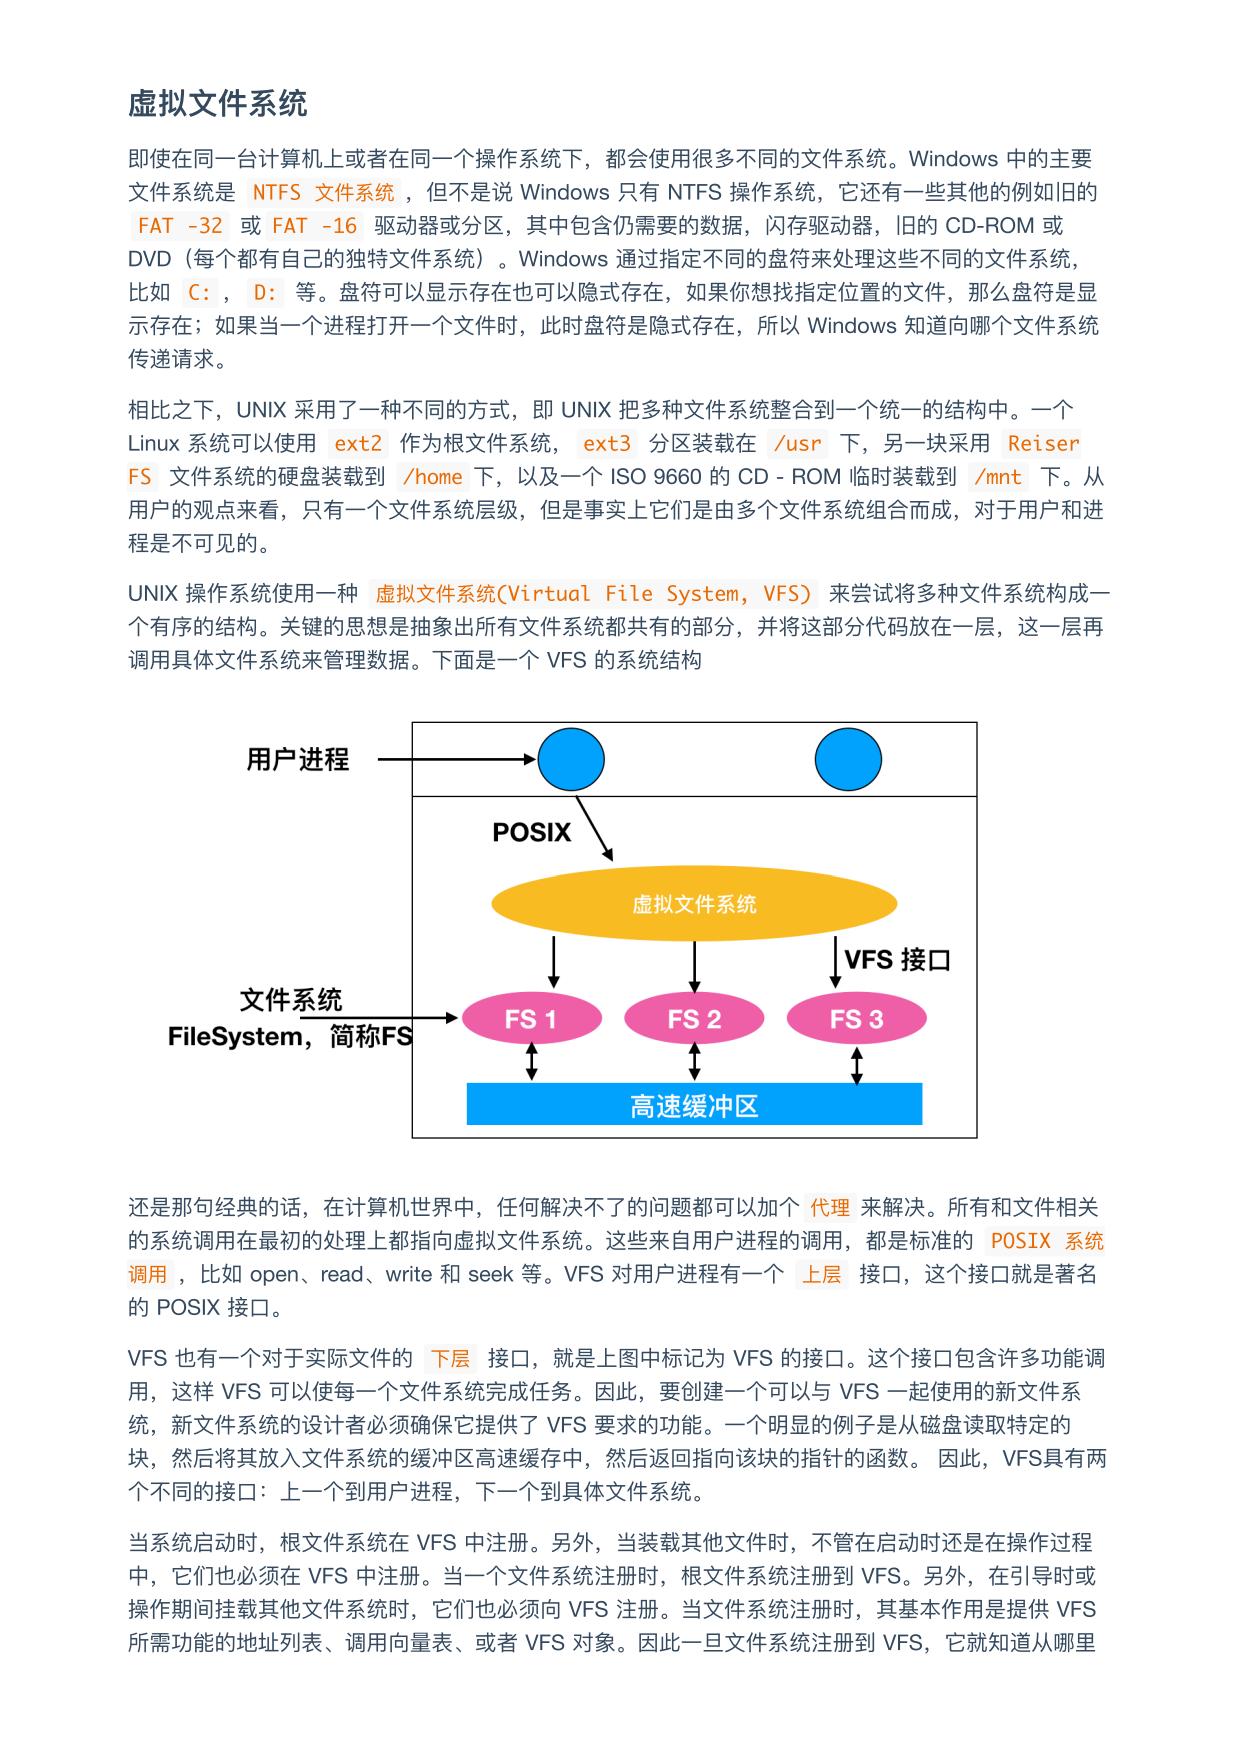 虚拟文件系统
即使在同一台计算机上或者在同一个操作系统下，都会使用很多不同的文件系统。Windows 中的主要
文件系统是 NTFS 文件系统 ，但不是说 Windows 只有 NTFS 操作系统，它还有一些其他的例如旧的
FAT -32 或 FAT -16 驱动器或分区，其中包含仍需要的数据，闪存驱动器，旧的 CD-ROM 或
DVD（每个都有自己的独特文件系统）。Windows 通过指定不同的盘符来处理这些不同的文件系统，
比如 C: ， D: 等。盘符可以显示存在也可以隐式存在，如果你想找指定位置的文件，那么盘符是显
示存在；如果当一个进程打开一个文件时，此时盘符是隐式存在，所以 Windows 知道向哪个文件系统
传递请求。
相比之下，UNIX 采用了一种不同的方式，即 UNIX 把多种文件系统整合到一个统一的结构中。一个
Linux 系统可以使用 ext2 作为根文件系统， ext3 分区装载在 /usr 下，另一块采用 Reiser
FS 文件系统的硬盘装载到 /home 下，以及一个 ISO 9660 的 CD - ROM 临时装载到 /mnt 下。从
用户的观点来看，只有一个文件系统层级，但是事实上它们是由多个文件系统组合而成，对于用户和进
程是不可见的。
UNIX 操作系统使用一种 虚拟文件系统(Virtual File System, VFS) 来尝试将多种文件系统构成一
个有序的结构。关键的思想是抽象出所有文件系统都共有的部分，并将这部分代码放在一层，这一层再
调用具体文件系统来管理数据。下面是一个 VFS 的系统结构
用户进程
POSIX
虚拟文件系统
VFS 接口
文件系统
FileSystem，简称FS
FS 1 FS 2 FS 3
高速缓冲区
还是那句经典的话，在计算机世界中，任何解决不了的问题都可以加个 代理 来解决。所有和文件相关
的系统调用在最初的处理上都指向虚拟文件系统。这些来自用户进程的调用，都是标准的 POSIX 系统
调用 ，比如 open、read、write 和 seek 等。VFS 对用户进程有一个 上层 接口，这个接口就是著名
的 POSIX 接口。
VFS 也有一个对于实际文件的 下层 接口，就是上图中标记为 VFS 的接口。这个接口包含许多功能调
用，这样 VFS 可以使每一个文件系统完成任务。因此，要创建一个可以与 VFS 一起使用的新文件系
统，新文件系统的设计者必须确保它提供了 VFS 要求的功能。一个明显的例子是从磁盘读取特定的
块，然后将其放入文件系统的缓冲区高速缓存中，然后返回指向该块的指针的函数。 因此，VFS具有两
个不同的接口：上一个到用户进程，下一个到具体文件系统。
当系统启动时，根文件系统在 VFS 中注册。另外，当装载其他文件时，不管在启动时还是在操作过程
中，它们也必须在 VFS 中注册。当一个文件系统注册时，根文件系统注册到 VFS。另外，在引导时或
操作期间挂载其他文件系统时，它们也必须向 VFS 注册。当文件系统注册时，其基本作用是提供 VFS
所需功能的地址列表、调用向量表、或者 VFS 对象。因此一旦文件系统注册到 VFS，它就知道从哪里